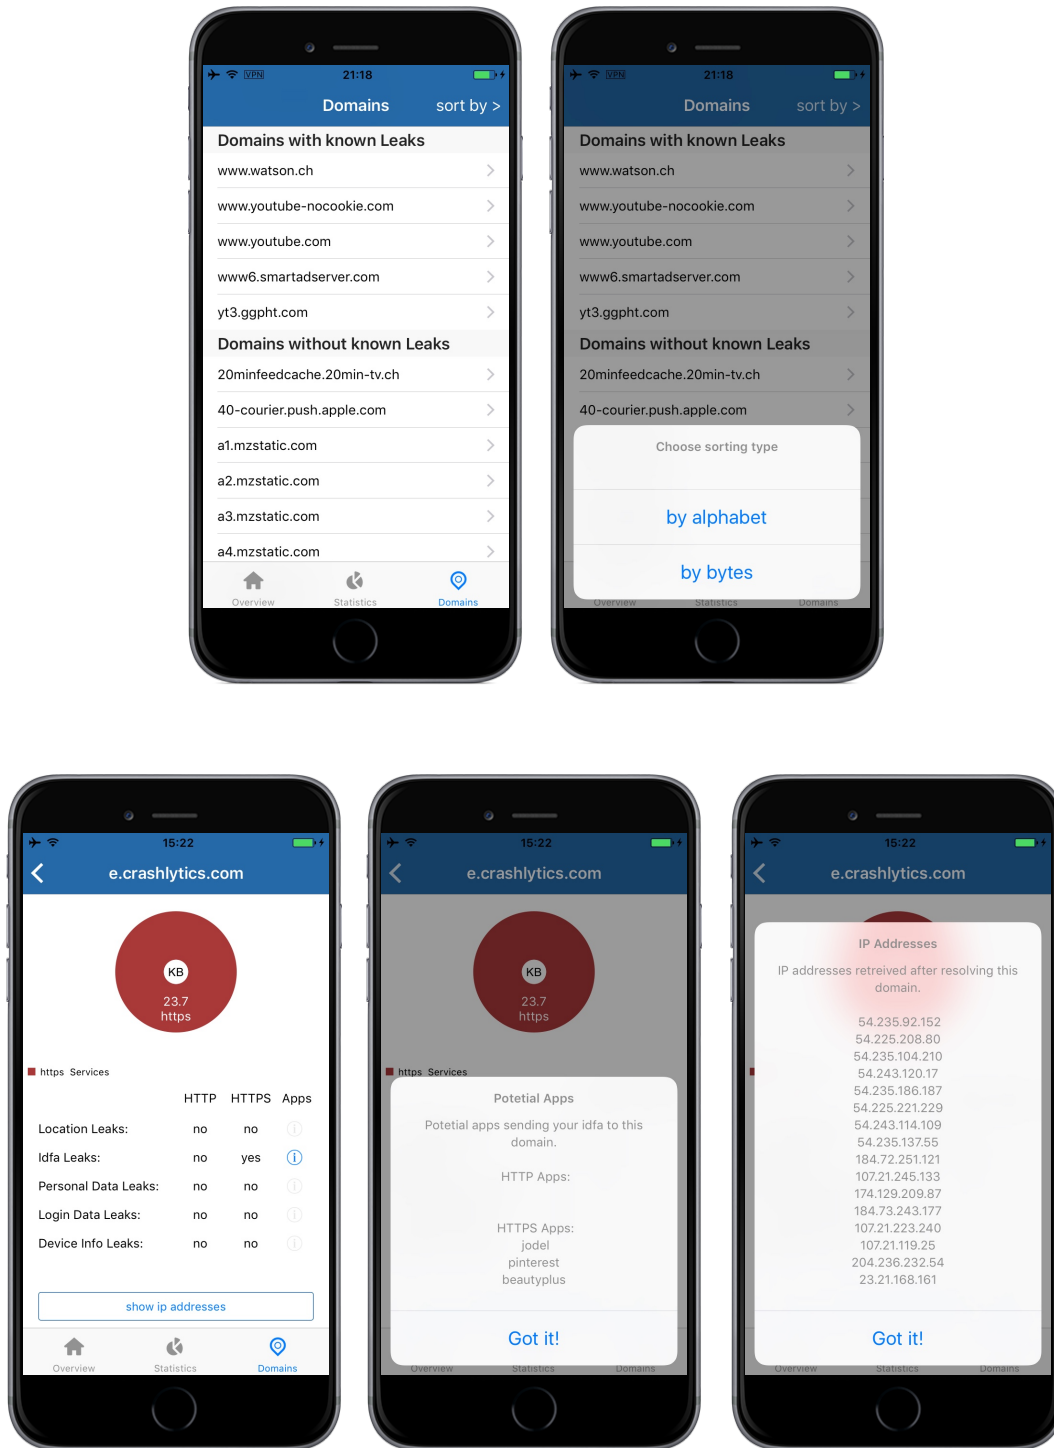 VPN 21:18
Domains sort by >
Domains with known Leaks
www.watson.ch
www.youtube-nocookie.com
www.youtube.com
www6.smartadserver.com
yt3.ggpht.com
Domains without known Leaks
20minfeedcache.20min-tv.ch
40-courier.push.apple.com
a1.mzstatic.com
a2.mzstatic.com
a3.mzstatic.com
a4.mzstatic.com
Overview Statistics Domains
VPN 21:18
Domains sort by >
Domains with known Leaks
www.watson.ch
www.youtube-nocookie.com
www.youtube.com
www6.smartadserver.com
yt3.ggpht.com
Domains without known Leaks
20minfeedcache.20min-tv.ch
40-courier.push.apple.com
Choose sorting type
by alphabet
by bytes
Overview Statistics Domains
15:22
e.crashlytics.com
KB
23.7
https
https Services
HTTP HTTPS Apps
Location Leaks: no no
Idfa Leaks: no yes
Personal Data Leaks: no no
Login Data Leaks: no no
Device Info Leaks: no no
show ip addresses
Overview Statistics Domains
15:22
e.crashlytics.com
KB
23.7
https
https Services
Potetial Apps
Potetial apps sending your idfa to this
domain.
HTTP Apps:
HTTPS Apps:
jodel
pinterest
beautyplus
Got it!
Overview Statistics Domains
15:22
e.crashlytics.com
IP Addresses
IP addresses retreived after resolving this
domain.
54.235.92.152
54.225.208.80
54.235.104.210
54.243.120.17
54.235.186.187
54.225.221.229
54.243.114.109
54.235.137.55
184.72.251.121
107.21.245.133
174.129.209.87
184.73.243.177
107.21.223.240
107.21.119.25
204.236.232.54
23.21.168.161
Got it!
Overview Statistics Domains